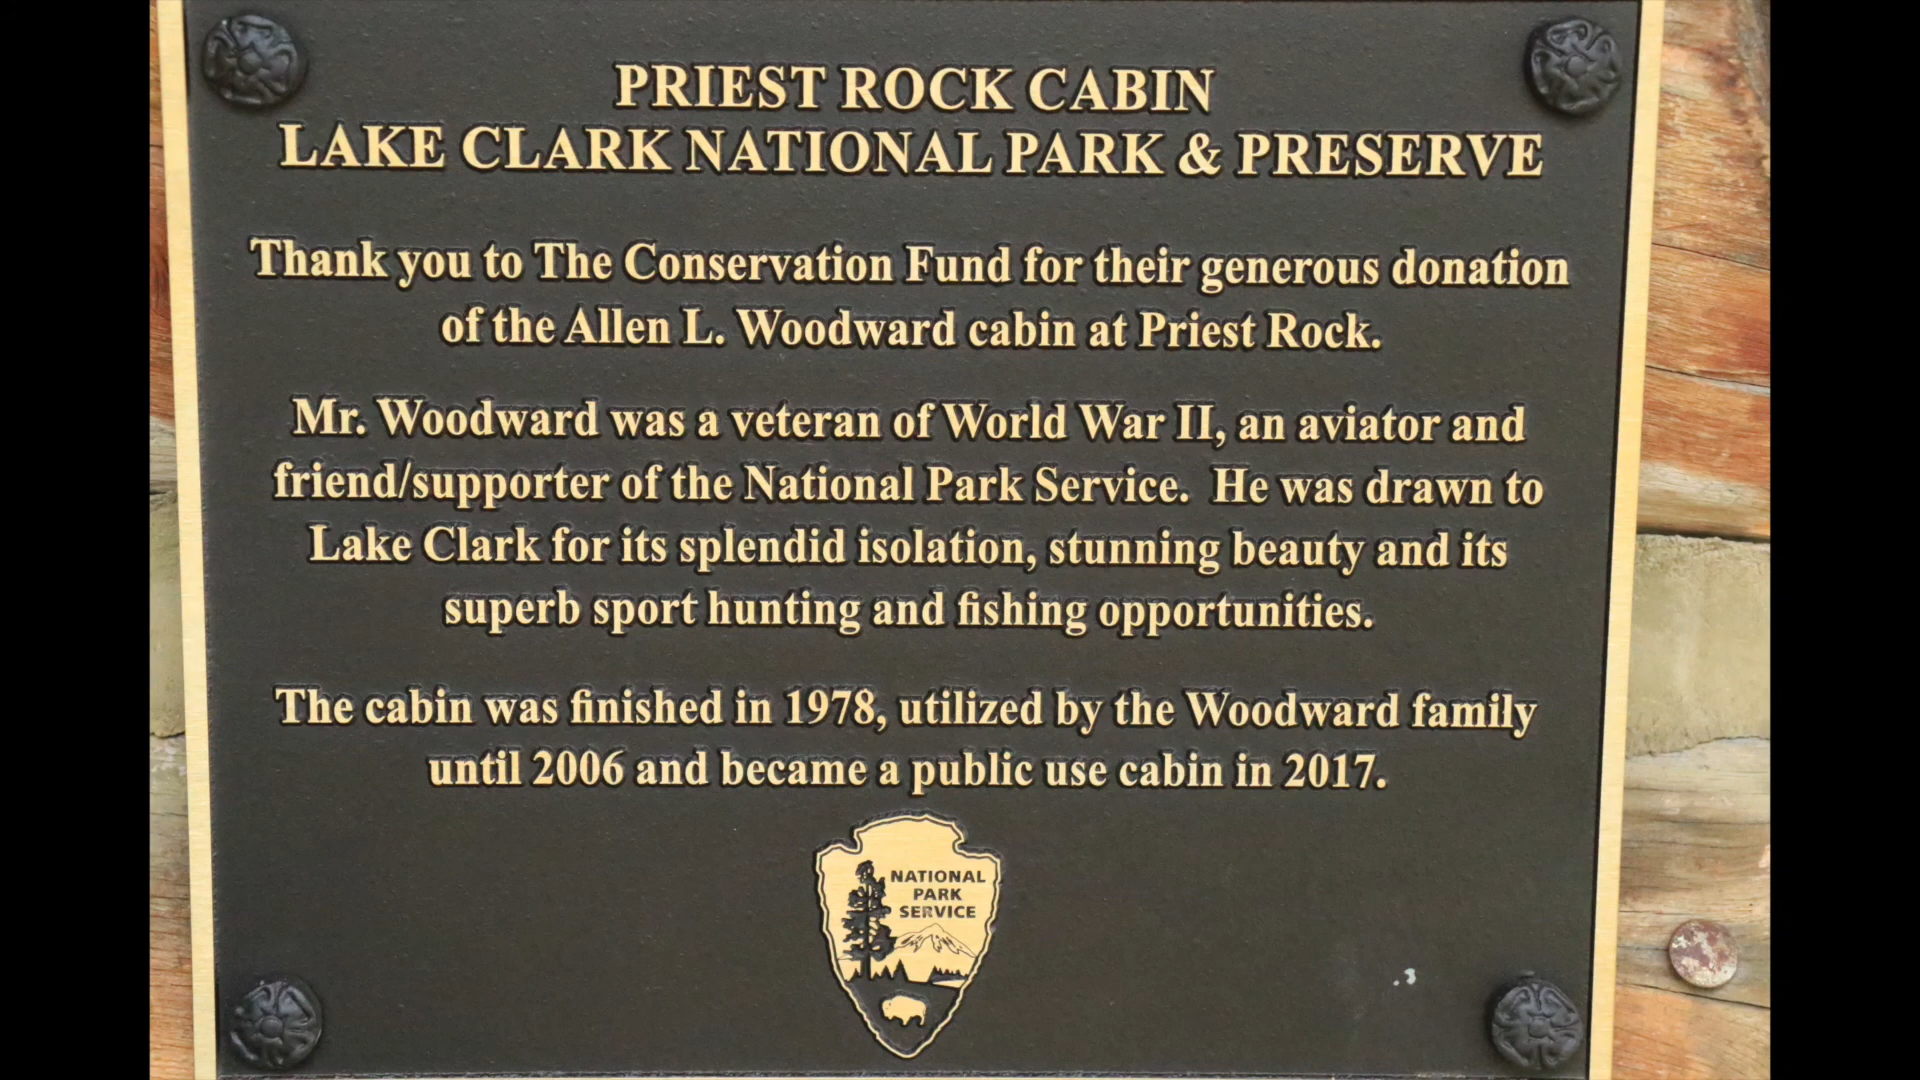 PRIEST ROCK CABIN
LAKE CLARK NATIONAL PARK & PRESERVE
Thank you to The Conservation Fund for their generous donation
of the Allen L. Woodward cabin at Priest Rock.
Mr. Woodward was a veteran of World War II, an aviator and
friend/supporter of the National Park Service. He was drawn to
Lake Clark for its splendid isolation, stunning beauty and its
superb sport hunting and fishing opportunities.
The cabin was finished in 1978, utilized by the Woodward family
until 2006 and became a public use cabin in 2017.
NATIONAL
PARK
SERVICE